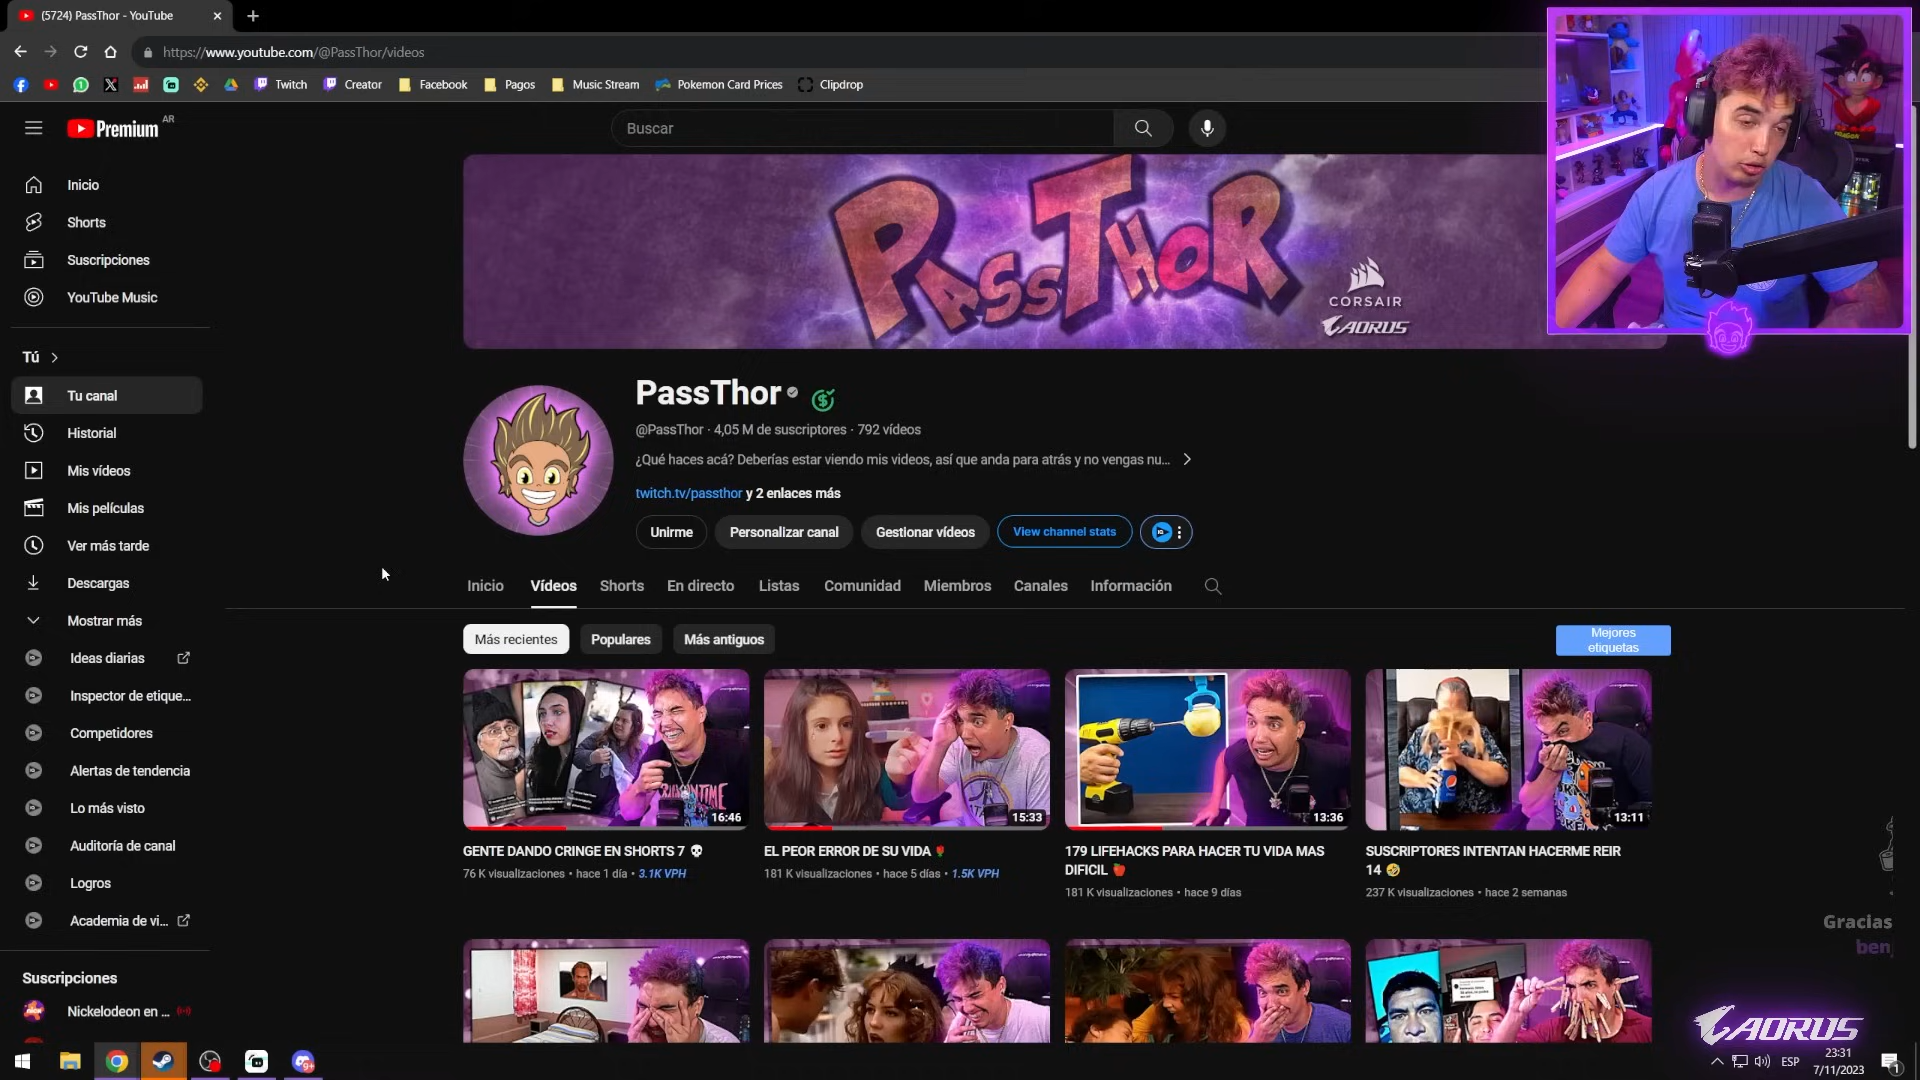 (5724) PassThor - YouTube
https://www.youtube.com/@PassThor/videos
Twitch
Creator
Facebook
Pagos
Music Stream
Pokemon Card Prices
Clipdrop
Premium AR
Buscar
Inicio
Shorts
Suscripciones
YouTube Music
Tú
Tu canal
Historial
Mis vídeos
Mis películas
Ver más tarde
Descargas
Mostrar más
Ideas diarias
Inspector de etique...
Competidores
Alertas de tendencia
Lo más visto
Auditoría de canal
Logros
Academia de vi...
Suscripciones
Nickelodeon en ...
PASSTHOR
CORSAIR
AORUS
PassThor
@PassThor · 4,05 M de suscriptores · 792 vídeos
¿Qué haces acá? Deberías estar viendo mis videos, así que anda para atrás y no vengas nu...
twitch.tv/passthor y 2 enlaces más
Unirme
Personalizar canal
Gestionar vídeos
View channel stats
Inicio
Vídeos
Shorts
En directo
Listas
Comunidad
Miembros
Canales
Información
Más recientes
Populares
Más antiguos
Mejores
etiquetas
16:46
15:33
13:36
13:11
GENTE DANDO CRINGE EN SHORTS 7 💀
76 K visualizaciones • hace 1 día • 3.1K VPH
EL PEOR ERROR DE SU VIDA 🌹
181 K visualizaciones • hace 5 días • 1.5K VPH
179 LIFEHACKS PARA HACER TU VIDA MAS
DIFICIL 🍎
181 K visualizaciones • hace 9 días
SUSCRIPTORES INTENTAN HACERME REIR
14 🤣
237 K visualizaciones • hace 2 semanas
Gracias
ben
AORUS
ESP
23:31
7/11/2023
1